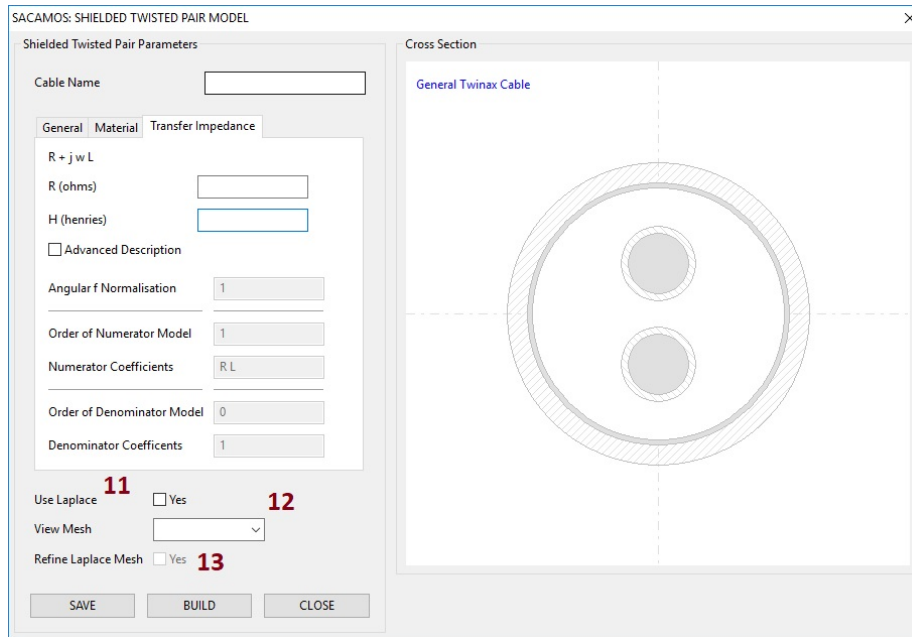 SACAMOS: SHIELDED TWISTED PAIR MODEL
Shielded Twisted Pair Parameters
Cable Name
General Material Transfer Impedance
R + j w L
R (ohms)
H (henries)
Advanced Description
Angular f Normalisation 1
Order of Numerator Model 1
Numerator Coefficients R L
Order of Denominator Model 0
Denominator Coefficents 1
11
Use Laplace Yes 12
View Mesh
Refine Laplace Mesh Yes 13
SAVE BUILD CLOSE
Cross Section
General Twinax Cable